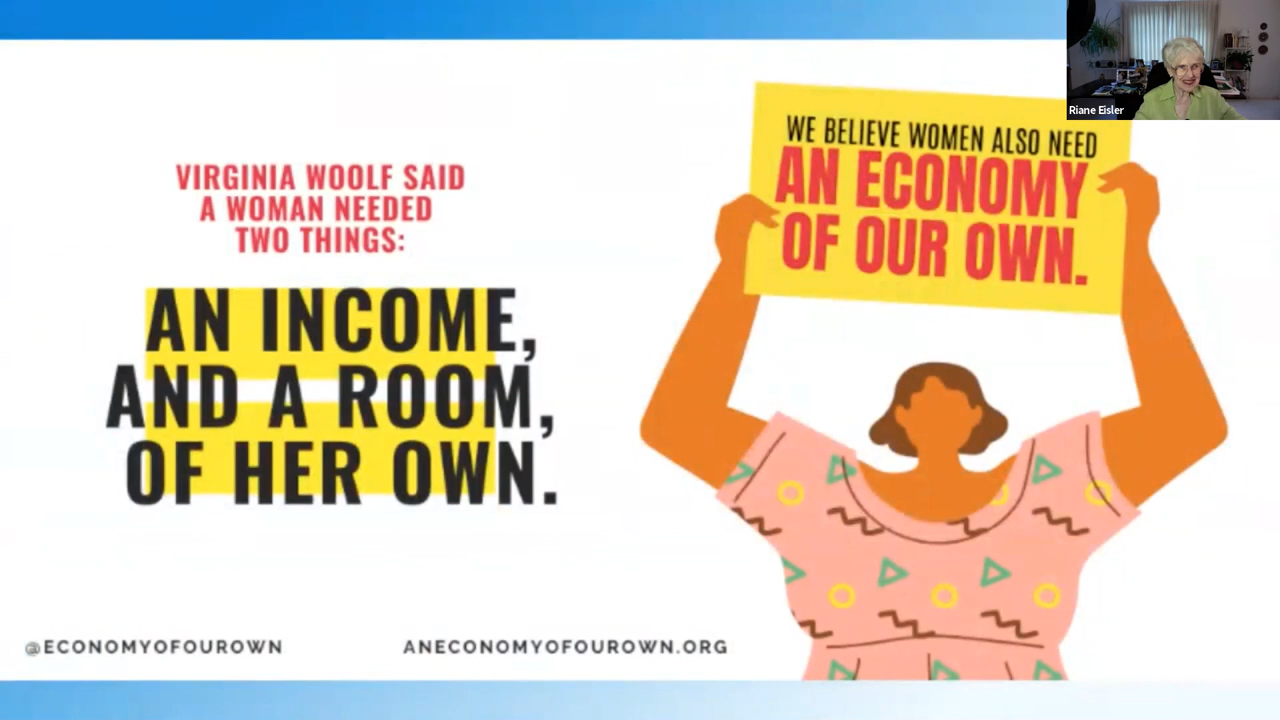 VIRGINIA WOOLF SAID
A WOMAN NEEDED
TWO THINGS:
AN INCOME,
AND A ROOM,
OF HER OWN.
WE BELIEVE WOMEN ALSO NEED
AN ECONOMY
OF OUR OWN.
@ECONOMYOFOUROWN
ANECONOMYOFOUROWN.ORG
Riane Eisler